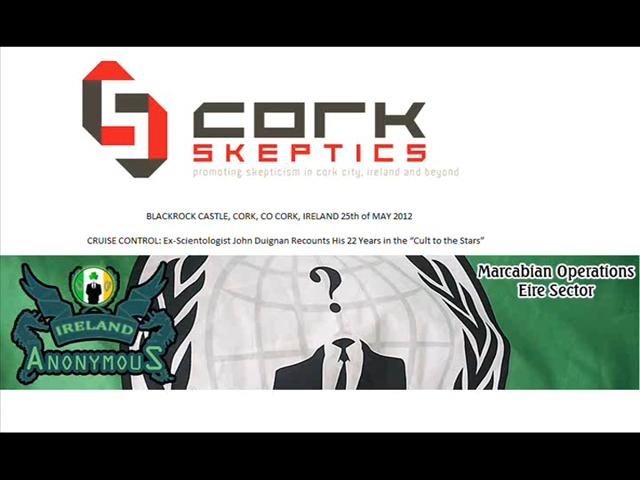 cork
SKEPTICS
promoting skepticism in cork city, ireland and beyond
BLACKROCK CASTLE, CORK, CO CORK, IRELAND 25th of MAY 2012
CRUISE CONTROL: Ex-Scientologist John Duignan Recounts His 22 Years in the “Cult to the Stars”
Marcabian Operations
Eire Sector
?
IRELAND
ANONYMOUS